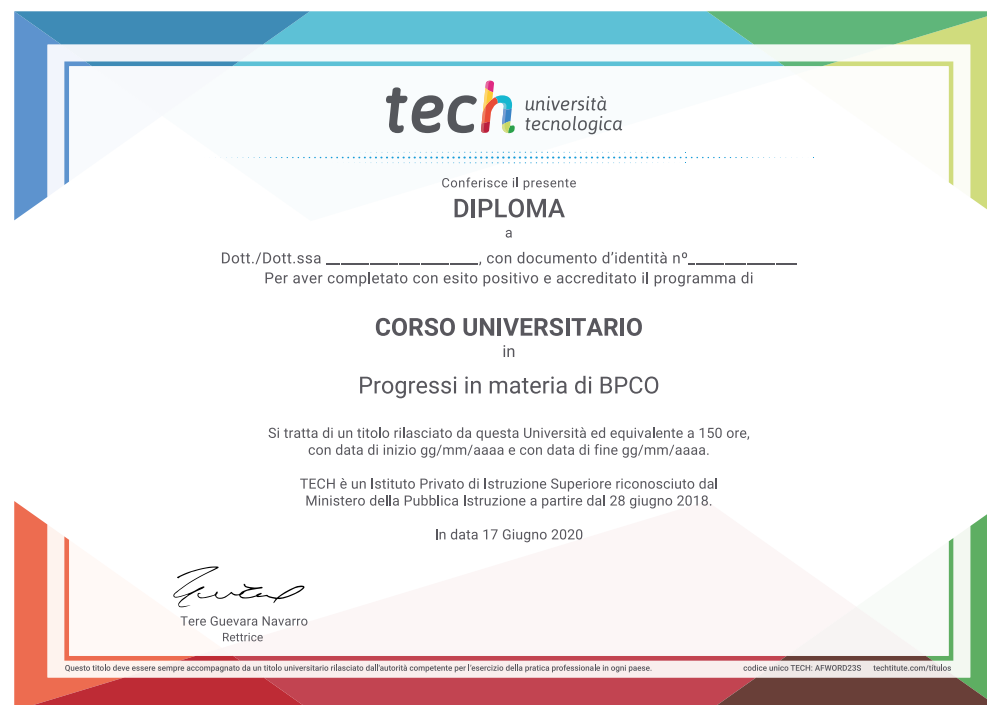 tech università
tecnologica
Conferisce il presente
DIPLOMA
a
Dott./Dott.ssa ____________________, con documento d'identità nº______________
Per aver completato con esito positivo e accreditato il programma di
CORSO UNIVERSITARIO
in
Progressi in materia di BPCO
Si tratta di un titolo rilasciato da questa Università ed equivalente a 150 ore,
con data di inizio gg/mm/aaaa e con data di fine gg/mm/aaaa.
TECH è un Istituto Privato di Istruzione Superiore riconosciuto dal
Ministero della Pubblica Istruzione a partire dal 28 giugno 2018.
In data 17 Giugno 2020
Tere Guevara Navarro
Rettrice
Questo titolo deve essere sempre accompagnato da un titolo universitario rilasciato dall'autorità competente per l'esercizio della pratica professionale in ogni paese. codice unico TECH: AFWORD23S techtitute.com/títulos